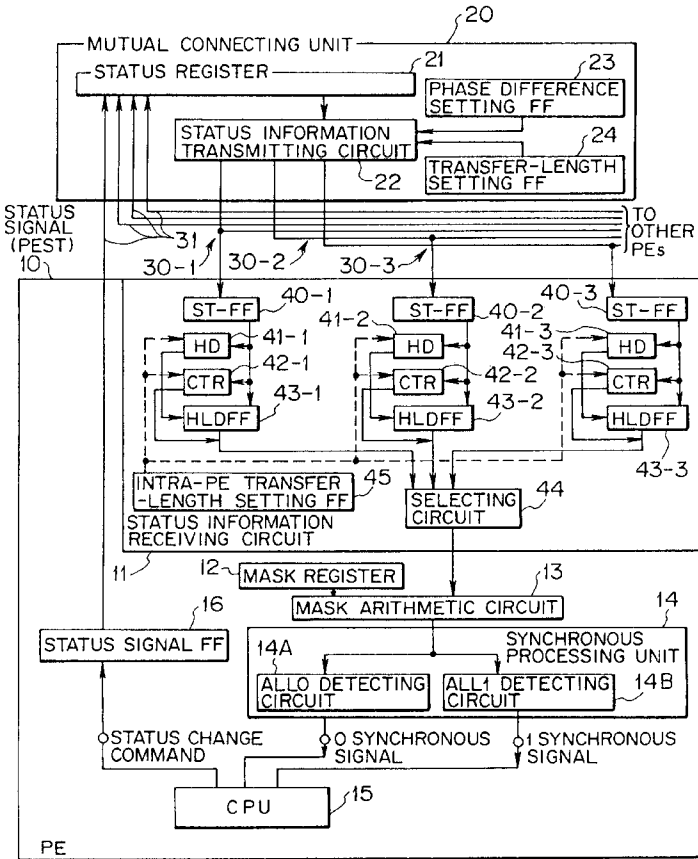 20
MUTUAL CONNECTING UNIT
21
STATUS REGISTER
23
PHASE DIFFERENCE
SETTING FF
STATUS INFORMATION
TRANSMITTING CIRCUIT
22
24
TRANSFER-LENGTH
SETTING FF
STATUS
SIGNAL
(PEST)
31
30-1
30-2
30-3
TO
OTHER
PEs
10
ST-FF
40-1
HD
41-1
CTR
42-1
HLDFF
43-1
ST-FF
40-2
41-2
HD
CTR
42-2
HLDFF
43-2
40-3
ST-FF
41-3
HD
42-3
CTR
HLDFF
43-3
INTRA-PE TRANSFER
-LENGTH SETTING FF
45
SELECTING
CIRCUIT
44
STATUS INFORMATION
RECEIVING CIRCUIT
11
12
MASK REGISTER
13
MASK ARITHMETIC CIRCUIT
16
STATUS SIGNAL FF
14
SYNCHRONOUS
PROCESSING UNIT
14A
ALL0 DETECTING
CIRCUIT
ALL1 DETECTING
CIRCUIT
14B
STATUS CHANGE
COMMAND
0 SYNCHRONOUS
SIGNAL
1 SYNCHRONOUS
SIGNAL
CPU
15
PE